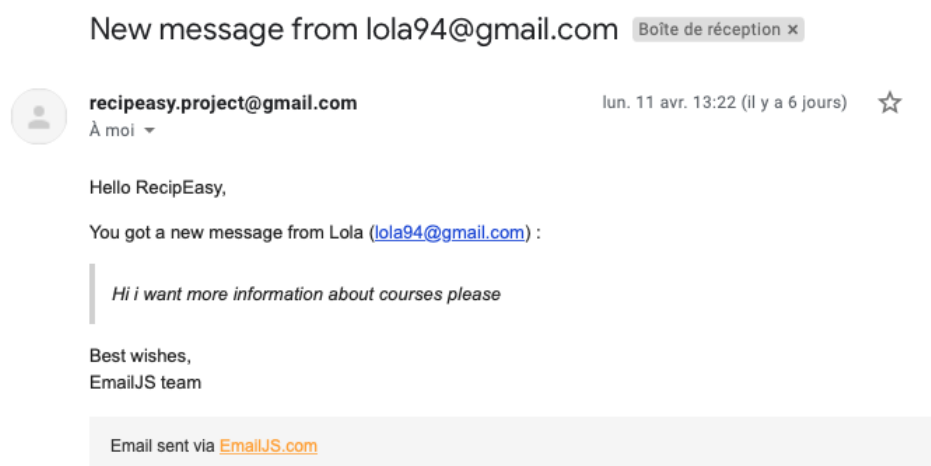 New message from lola94@gmail.com Boîte de réception ×
recipeasy.project@gmail.com lun. 11 avr. 13:22 (il y a 6 jours)
À moi
Hello RecipEasy,
You got a new message from Lola (lola94@gmail.com) :
Hi i want more information about courses please
Best wishes,
EmailJS team
Email sent via EmailJS.com